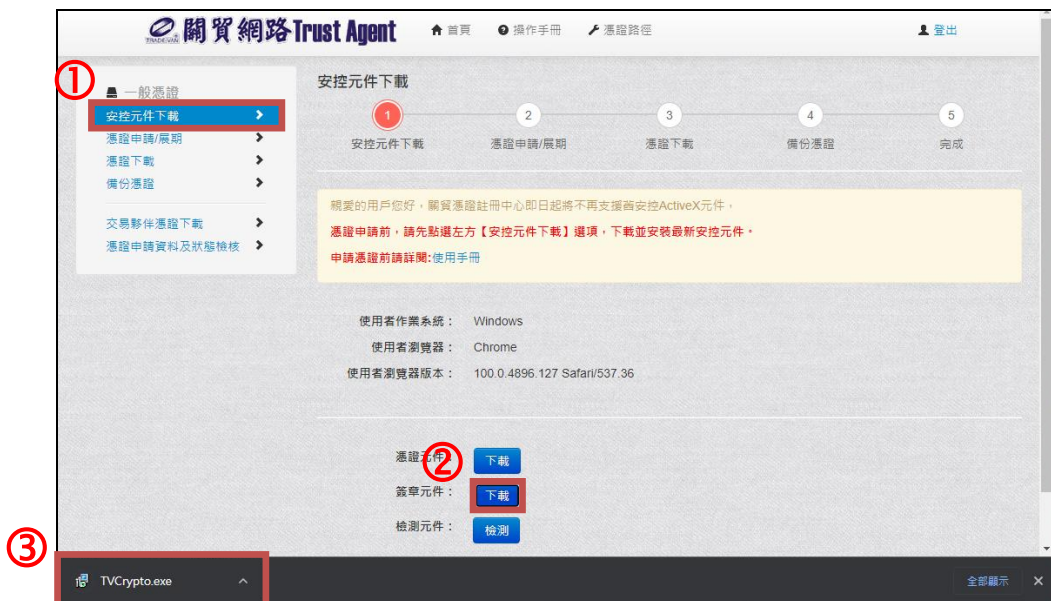 TRADE-VAN 關貿網路 Trust Agent 首頁 操作手冊 憑證路徑 登出
①
一般憑證
安控元件下載
憑證申請/展期
憑證下載
備份憑證
交易夥伴憑證下載
憑證申請資料及狀態檢核
安控元件下載
1 2 3 4 5
安控元件下載 憑證申請/展期 憑證下載 備份憑證 完成
親愛的用戶您好,關貿憑證註冊中心即日起將不再支援舊安控ActiveX元件,
憑證申請前,請先點選左方【安控元件下載】選項,下載並安裝最新安控元件。
申請憑證前請詳閱:使用手冊
使用者作業系統: Windows
使用者瀏覽器: Chrome
使用者瀏覽器版本: 100.0.4896.127 Safari/537.36
憑證元件: 下載
②
簽章元件: 下載
檢測元件: 檢測
③
TVCrypto.exe 全部顯示